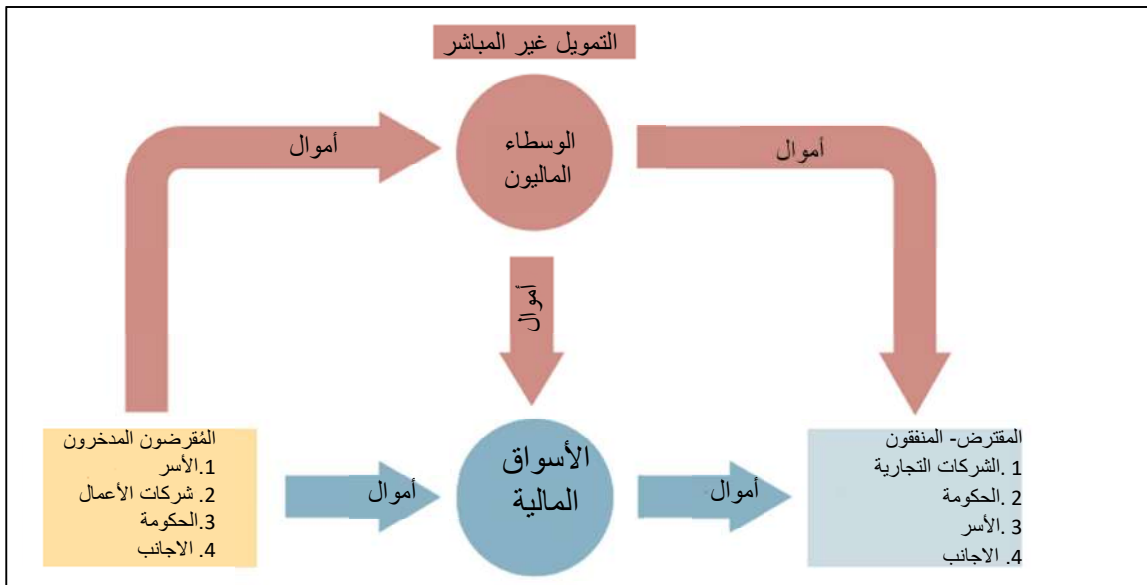 التمويل غير المباشر
أموال
الوسطاء
الماليون
أموال
أموال
المُقرضون المدخرون
1.الأسر
2. شركات الأعمال
3.الحكومة
4. الاجانب
أموال
الأسواق
المالية
أموال
المقترض- المنفقون
1 .الشركات التجارية
2 .الحكومة
3 .الأسر
4. الاجانب